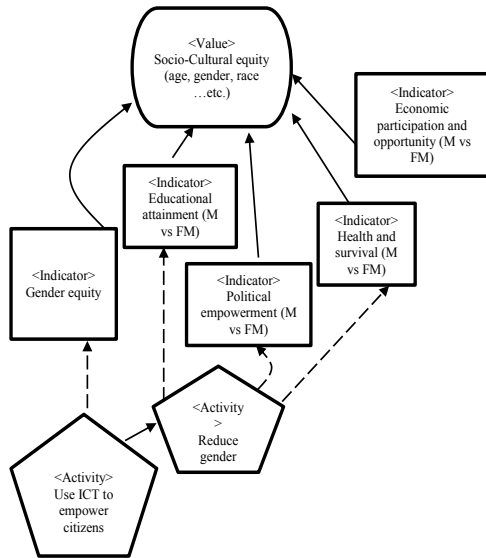 <Value>
Socio-Cultural equity
(age, gender, race
…etc.)
<Indicator>
Economic
participation and
opportunity (M
vs FM)
<Indicator>
Educational
attainment (M
vs FM)
<Indicator>
Health and
survival (M
vs FM)
<Indicator>
Gender equity
<Indicator>
Political
empowerment (M
vs FM)
<Activity
>
Reduce
gender
<Activity>
Use ICT to
empower
citizens